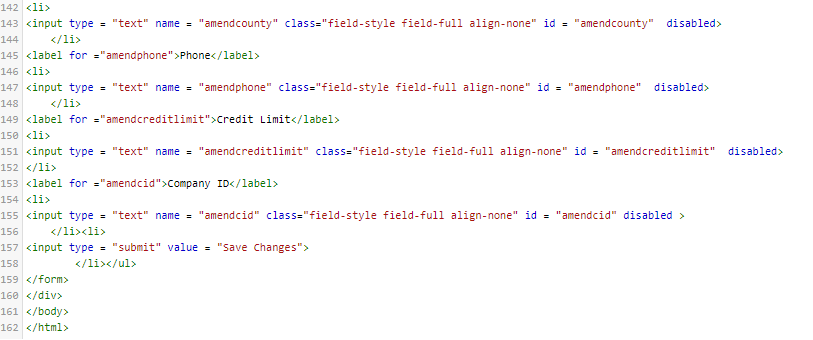 142 <li>
143 <input type = "text" name = "amendcounty" class="field-style field-full align-none" id = "amendcounty"  disabled>
144     </li>
145 <label for ="amendphone">Phone</label>
146 <li>
147 <input type = "text" name = "amendphone" class="field-style field-full align-none" id = "amendphone"  disabled>
148     </li>
149 <label for ="amendcreditlimit">Credit Limit</label>
150 <li>
151 <input type = "text" name = "amendcreditlimit" class="field-style field-full align-none" id = "amendcreditlimit"  disabled>
152 </li>
153 <label for ="amendcid">Company ID</label>
154 <li>
155 <input type = "text" name = "amendcid" class="field-style field-full align-none" id = "amendcid" disabled >
156     </li><li>
157 <input type = "submit" value = "Save Changes">
158         </li></ul>
159 </form>
160 </div>
161 </body>
162 </html>